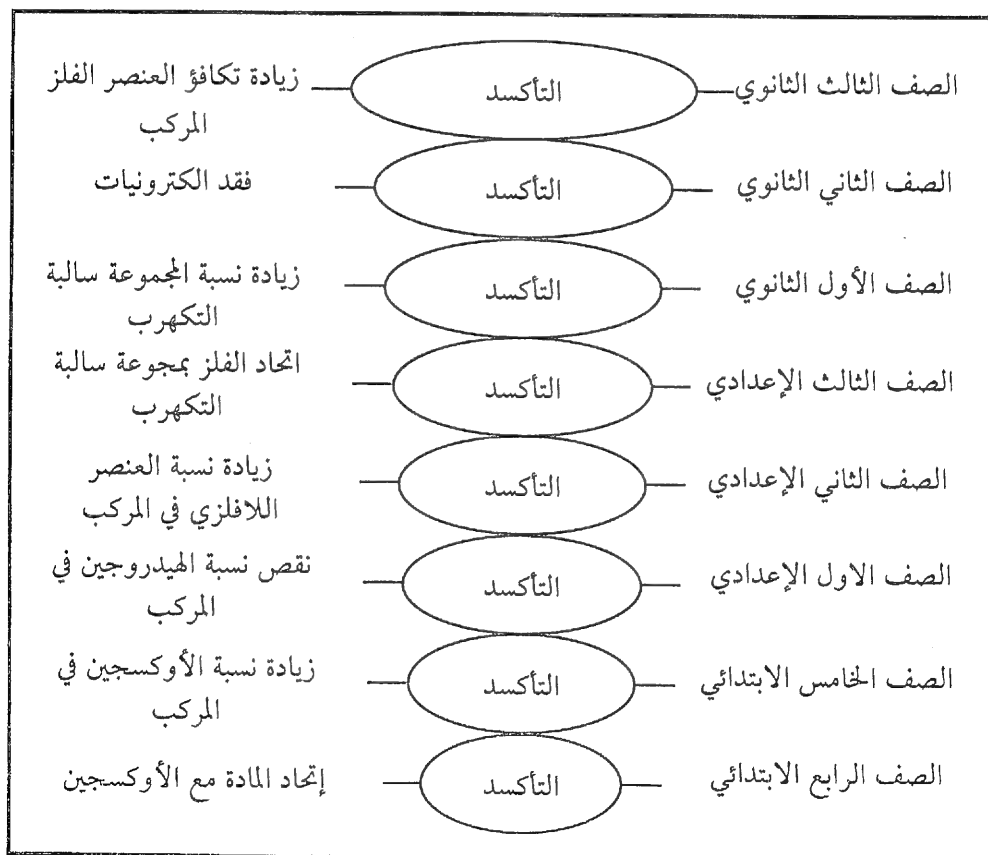 الصف الثالث الثانوي
التأكسد
زيادة تكافؤ العنصر الفلز
المركب
الصف الثاني الثانوي
التأكسد
فقد الكترونيات
الصف الأول الثانوي
التأكسد
زيادة نسبة المجموعة سالبة
التكهرب
الصف الثالث الإعدادي
التأكسد
اتحاد الفلز بمجوعة سالبة
التكهرب
الصف الثاني الإعدادي
التأكسد
زيادة نسبة العنصر
اللافلزي في المركب
الصف الاول الإعدادي
التأكسد
نقص نسبة الهيدروجين في
المركب
الصف الخامس الابتدائي
التأكسد
زيادة نسبة الأوكسجين في
المركب
الصف الرابع الابتدائي
التأكسد
إتحاد المادة مع الأوكسجين